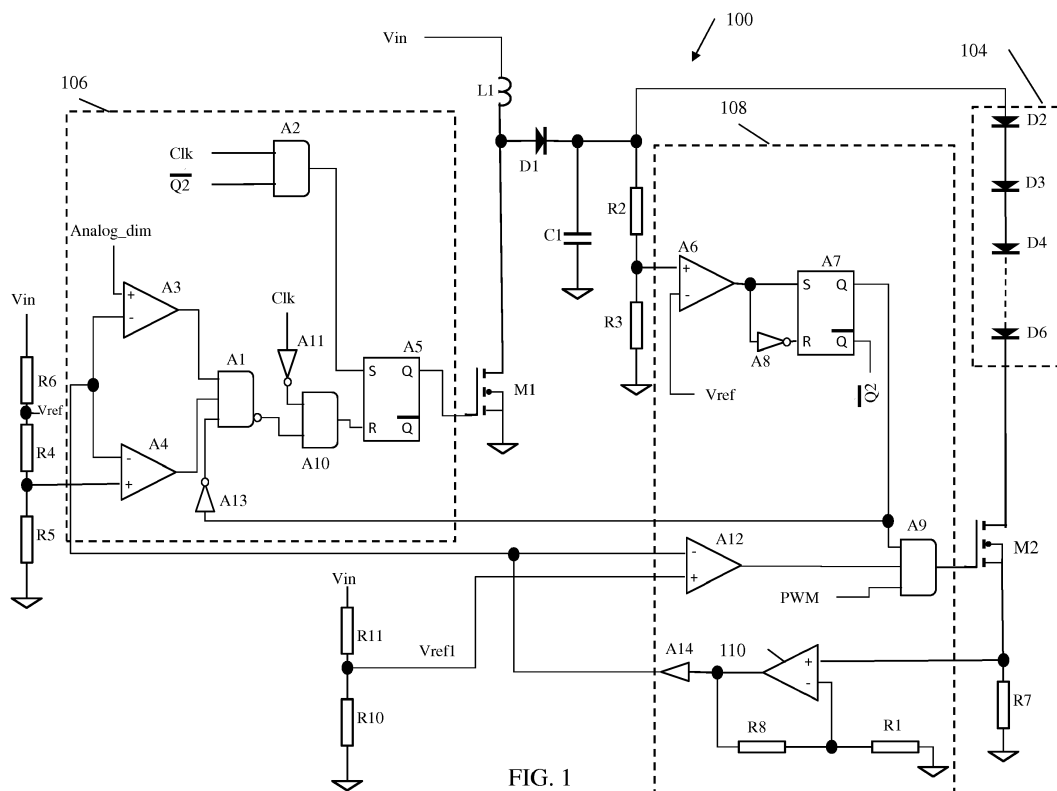 100
Vin
106
104
L1
D2
A2
108
Clk
Q2
D1
D3
R2
Analog_dim
C1
A6
D4
A3
+
-
+
-
A7
S
Q
R
Q
Vin
Clk
A11
R3
A8
D6
A1
A5
R6
Vref
S
Q
R
Q
M1
Vref
Q2
R4
A4
-
+
A10
A13
R5
A9
A12
-
+
M2
Vin
PWM
R11
Vref1
A14
110
+
-
R10
R8
R1
R7
FIG. 1